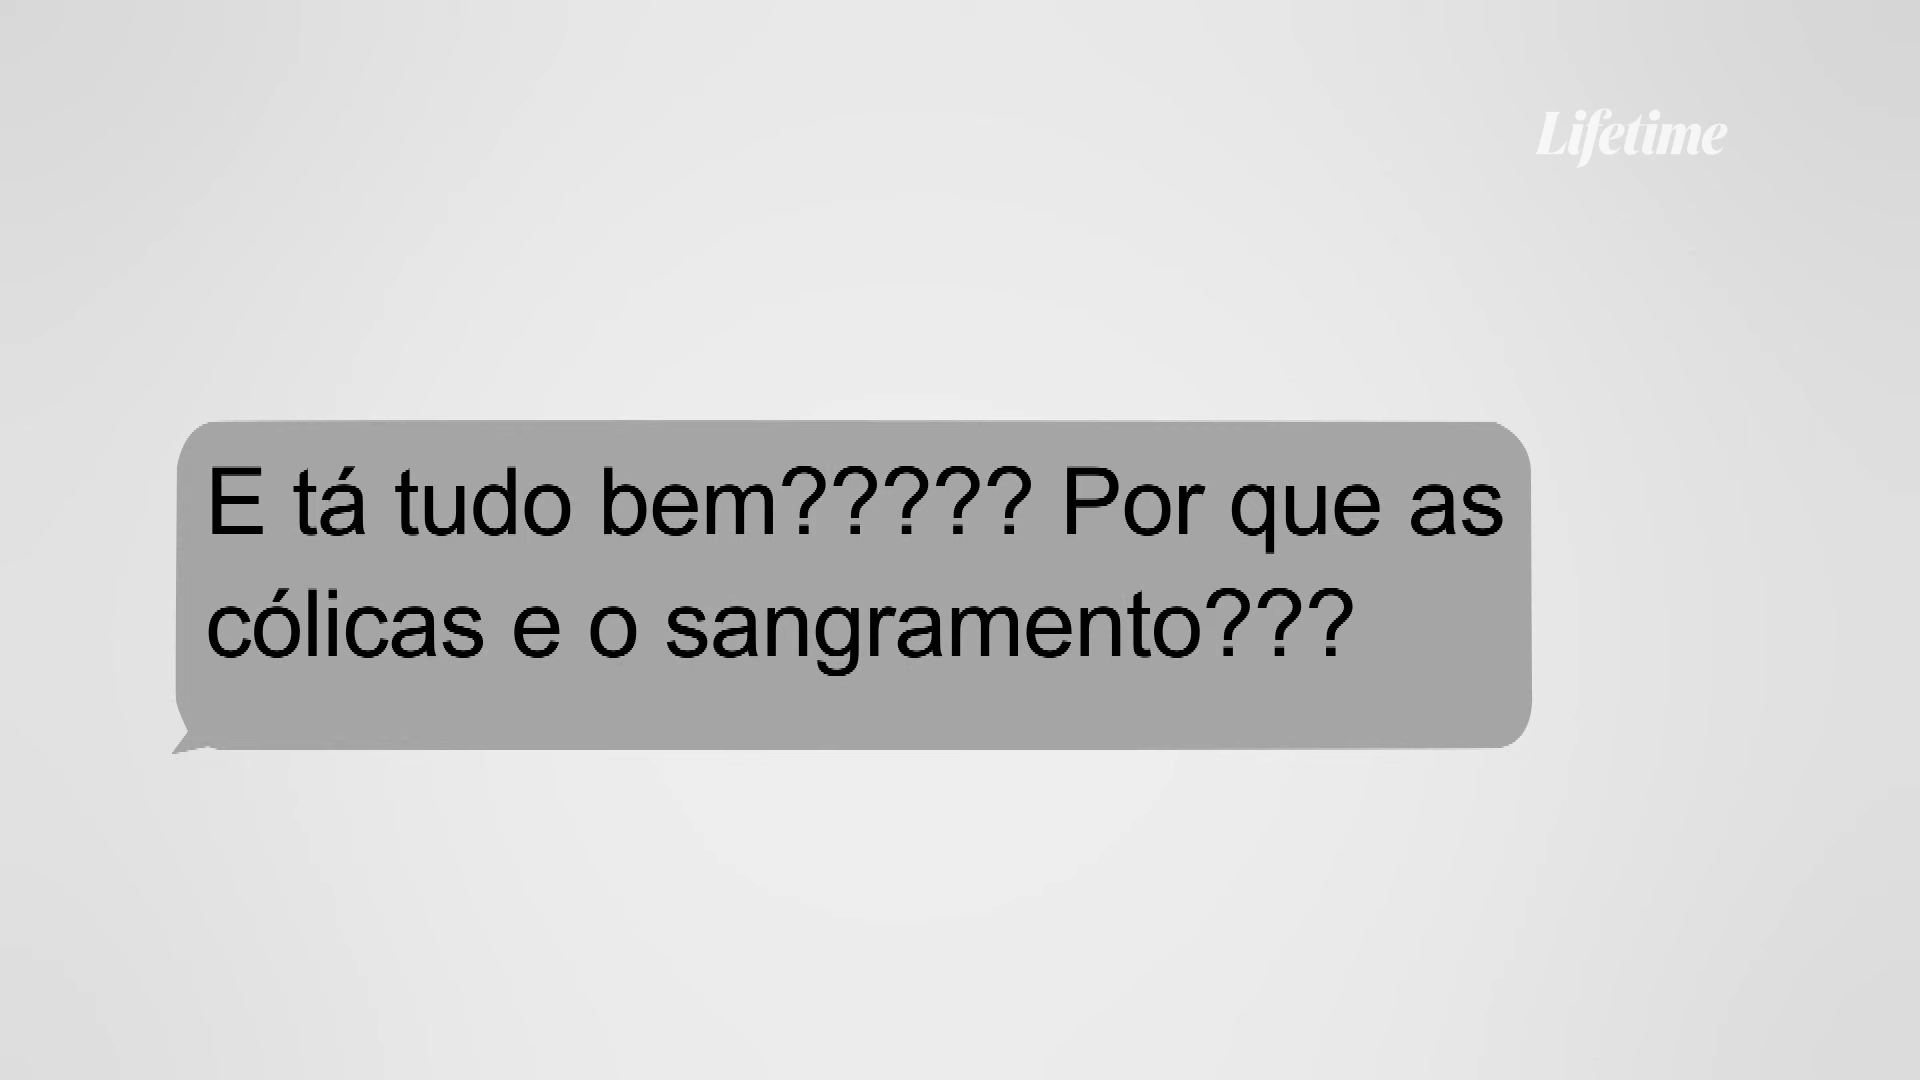 Lifetime
E tá tudo bem????? Por que as
cólicas e o sangramento???